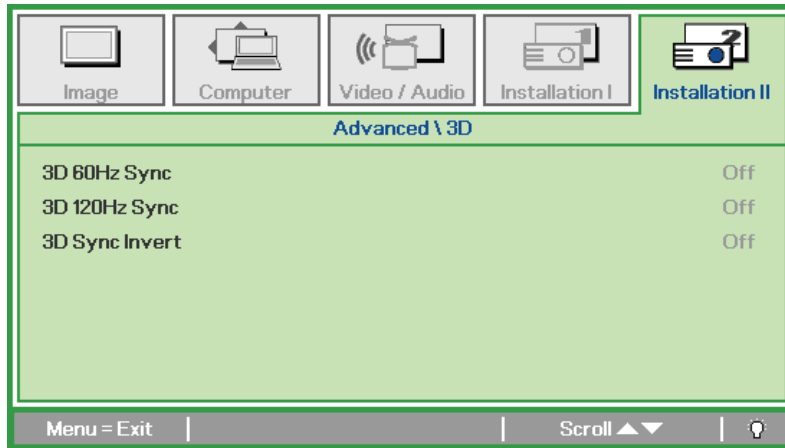 Image
Computer
Video / Audio
Installation I
Installation II
Advanced \ 3D
3D 60Hz Sync Off
3D 120Hz Sync Off
3D Sync Invert Off
Menu = Exit
Scroll ▲▼